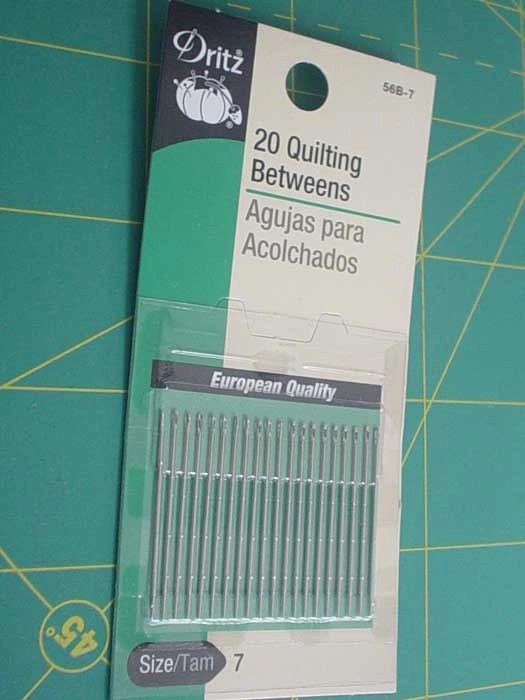 Dritz
®
56B-7
20 Quilting
Betweens
Agujas para
Acolchados
European Quality
Size/Tam 7
45°